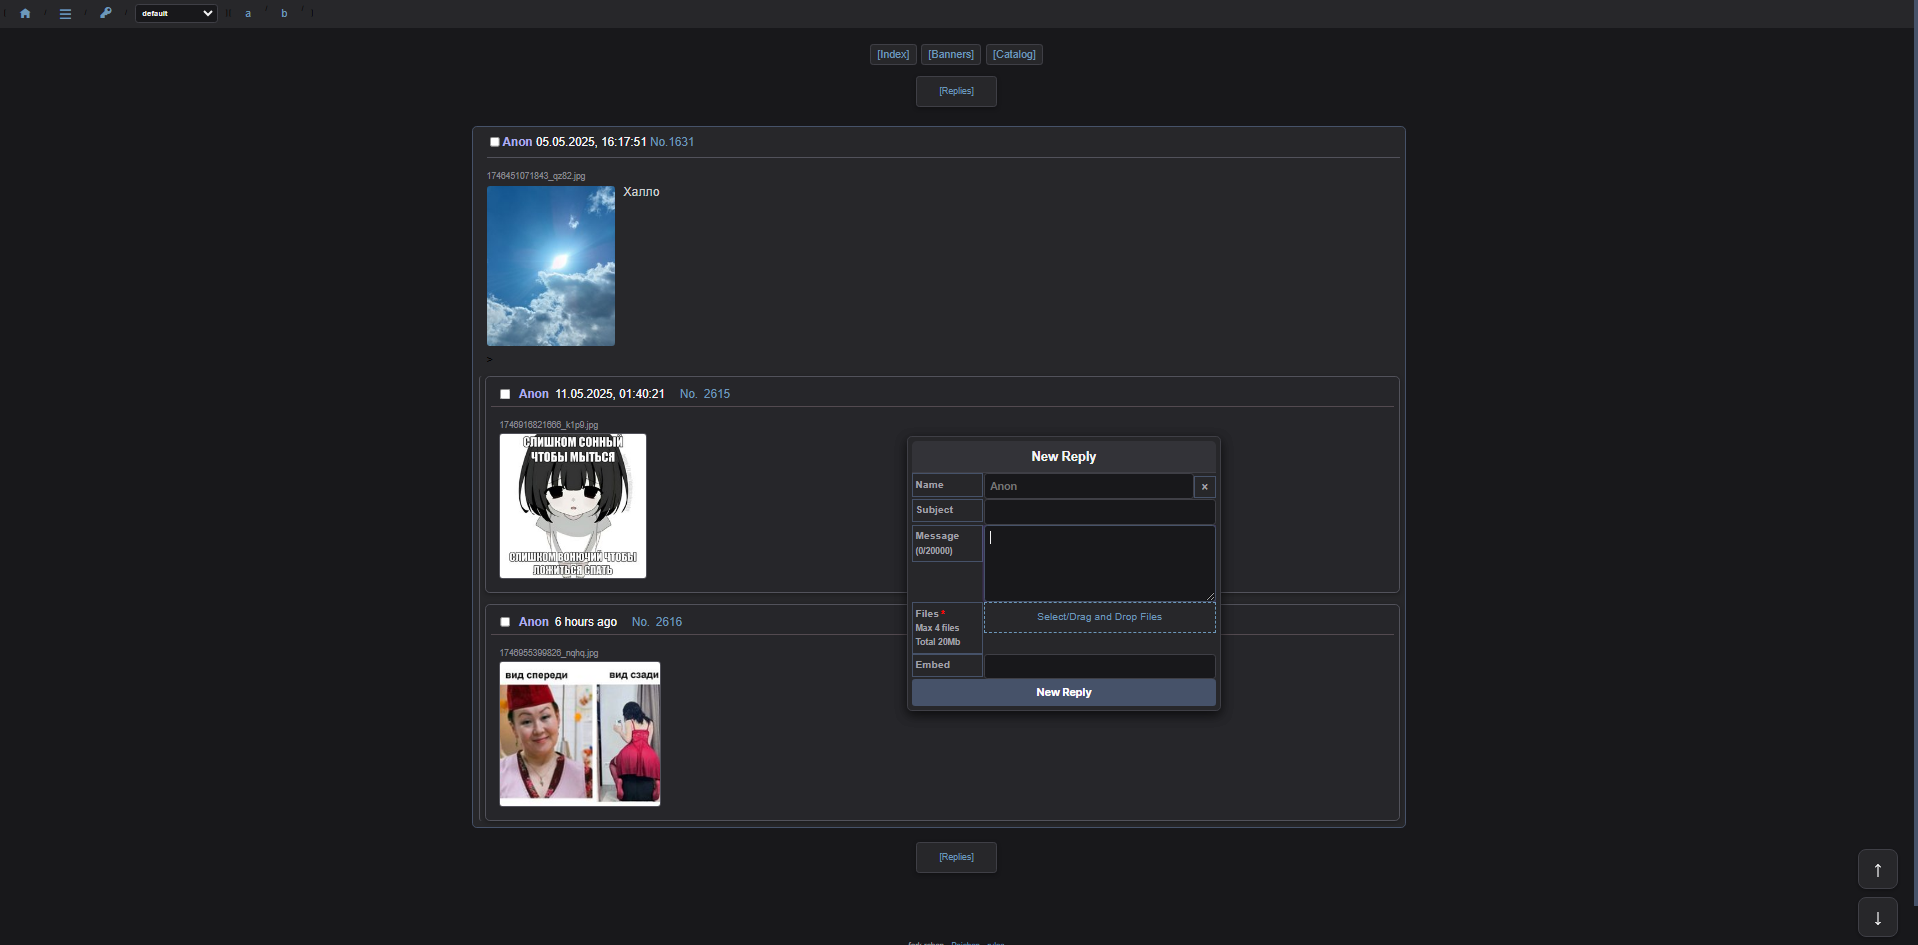 default
a
b
[Index] [Banners] [Catalog]
[Replies]
Anon 05.05.2025, 16:17:51 No.1631
1746451071843_qz82.jpg
Халло
>
Anon 11.05.2025, 01:40:21 No. 2615
1746916821666_k1p9.jpg
СЛИШКОМ СОННЫЙ
ЧТОБЫ МЫТЬСЯ
СЛИШКОМ ВОНЮЧИЙ ЧТОБЫ
ЛОЖИТЬСЯ СПАТЬ
Anon 6 hours ago No. 2616
1746955399826_nqhq.jpg
вид спереди вид сзади
New Reply
Name Anon ×
Subject
Message
(0/20000)
Files *
Select/Drag and Drop Files
Max 4 files
Total 20Mb
Embed
New Reply
[Replies]
↑
↓